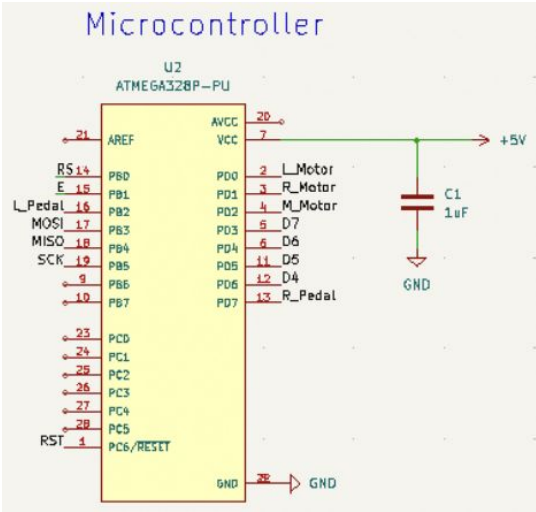 Microcontroller
U2
ATMEGA328P-PU
AVCC 20
21 AREF VCC 7 +5V
RS 14 PB0 PD0 2 L_Motor
E 15 PB1 PD1 3 R_Motor
L_Pedal 16 PB2 PD2 4 M_Motor
MOSI 17 PB3 PD3 5 D7
MISO 18 PB4 PD4 6 D6
SCK 19 PB5 PD5 11 D5
9 PB6 PD6 12 D4
10 PB7 PD7 13 R_Pedal
C1
1uF
GND
23 PC0
24 PC1
25 PC2
26 PC3
27 PC4
28 PC5
RST 1 PC6/RESET
GND 22 GND